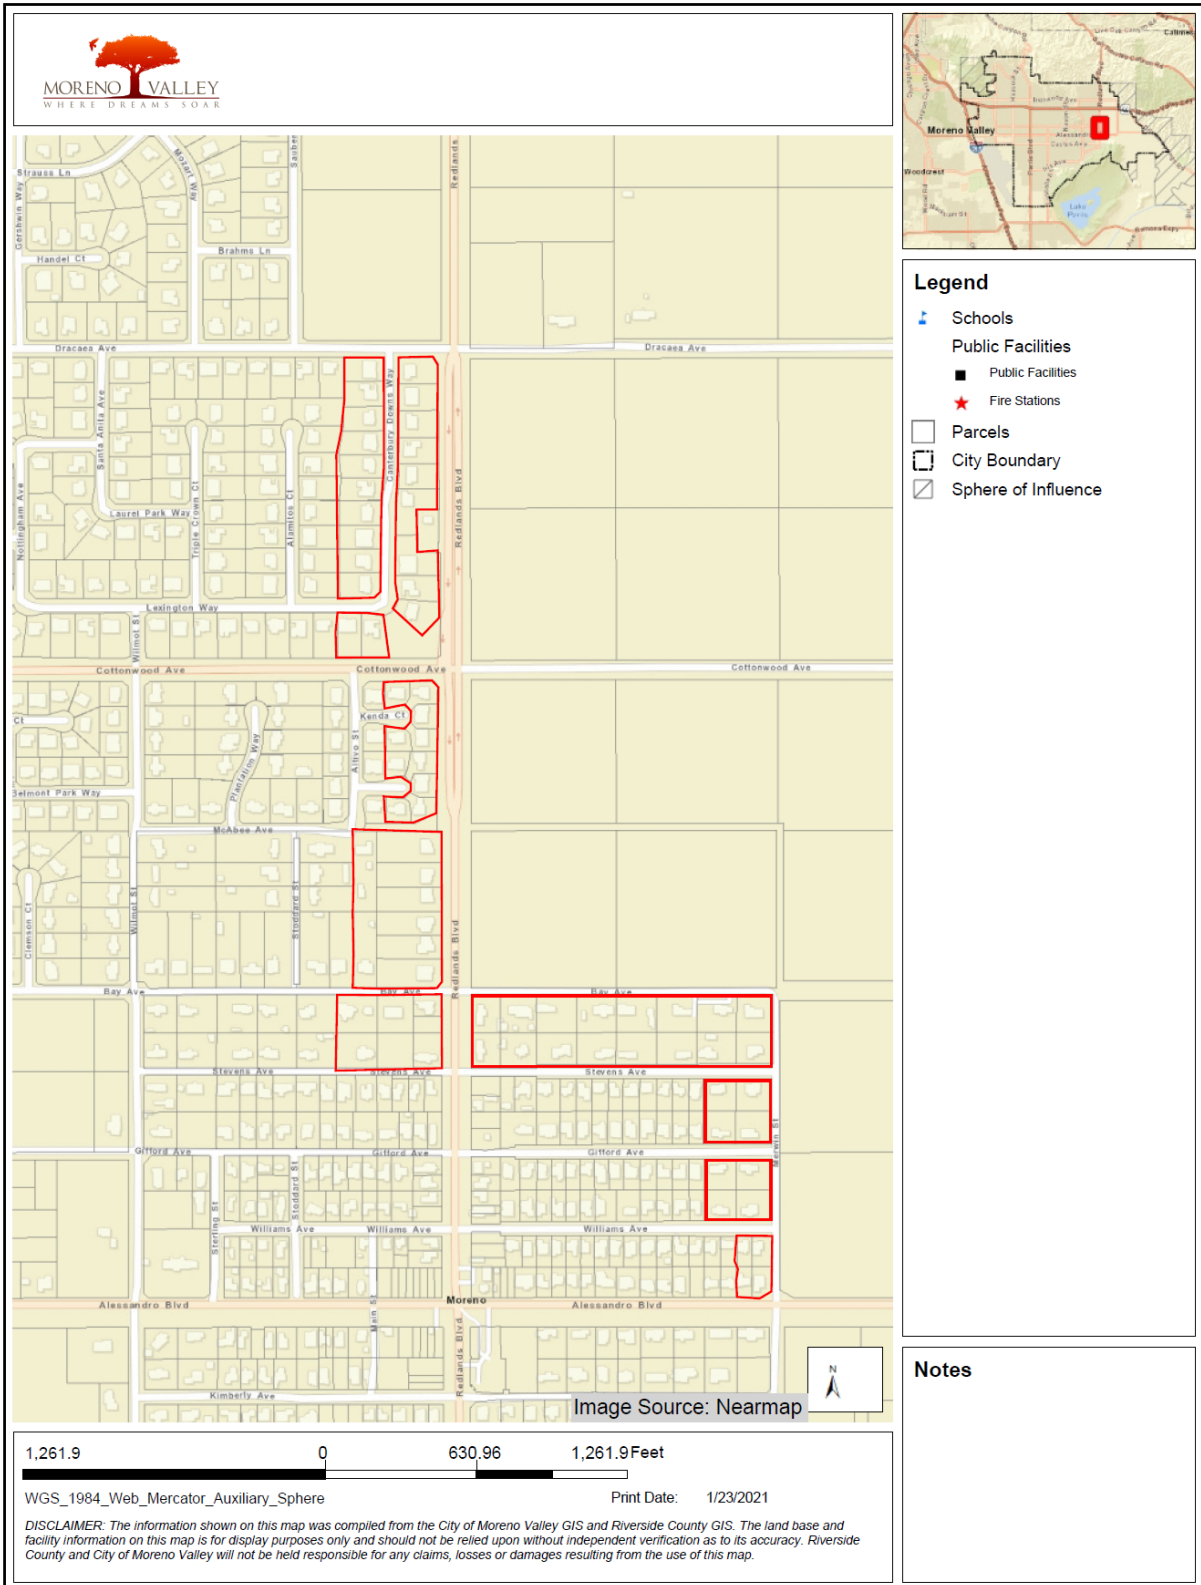 MORENO VALLEY
WHERE DREAMS SOAR
Moreno Valley
Woodcrest
Lake
Perris
Alessandro
Cactus Ave
Ramona Expy
Legend
Schools
Public Facilities
Public Facilities
Fire Stations
Parcels
City Boundary
Sphere of Influence
Strauss Ln
Mozart Way
Gershwin Way
Handel Ct
Brahms Ln
Redlands
Dracaea Ave
Dracaea Ave
Santa Anita Ave
Canterbury Downs Way
Nottingham Ave
Laurel Park Way
Triple Crown Ct
Alamitos Ct
Redlands Blvd
Lexington Way
Wilmot St
Cottonwood Ave
Cottonwood Ave
Cottonwood Ave
Ct
Kenda Ct
Plantation Way
Altivo St
Belmont Park Way
McAbee Ave
Clemson Ct
Wilmot St
Stoddard St
Redlands Blvd
Bay Ave
Bay Ave
Bay Ave
Stevens Ave
Stevens Ave
Stevens Ave
Merwin St
Gifford Ave
Gifford Ave
Gifford Ave
Sterling St
Stoddard St
Williams Ave
Williams Ave
Williams Ave
Alessandro Blvd
Main St
Moreno
Alessandro Blvd
Redlands Blvd
Kimberly Ave
N
Image Source: Nearmap
Notes
1,261.9 0 630.96 1,261.9 Feet
WGS_1984_Web_Mercator_Auxiliary_Sphere
Print Date: 1/23/2021
DISCLAIMER: The information shown on this map was compiled from the City of Moreno Valley GIS and Riverside County GIS. The land base and
facility information on this map is for display purposes only and should not be relied upon without independent verification as to its accuracy. Riverside
County and City of Moreno Valley will not be held responsible for any claims, losses or damages resulting from the use of this map.